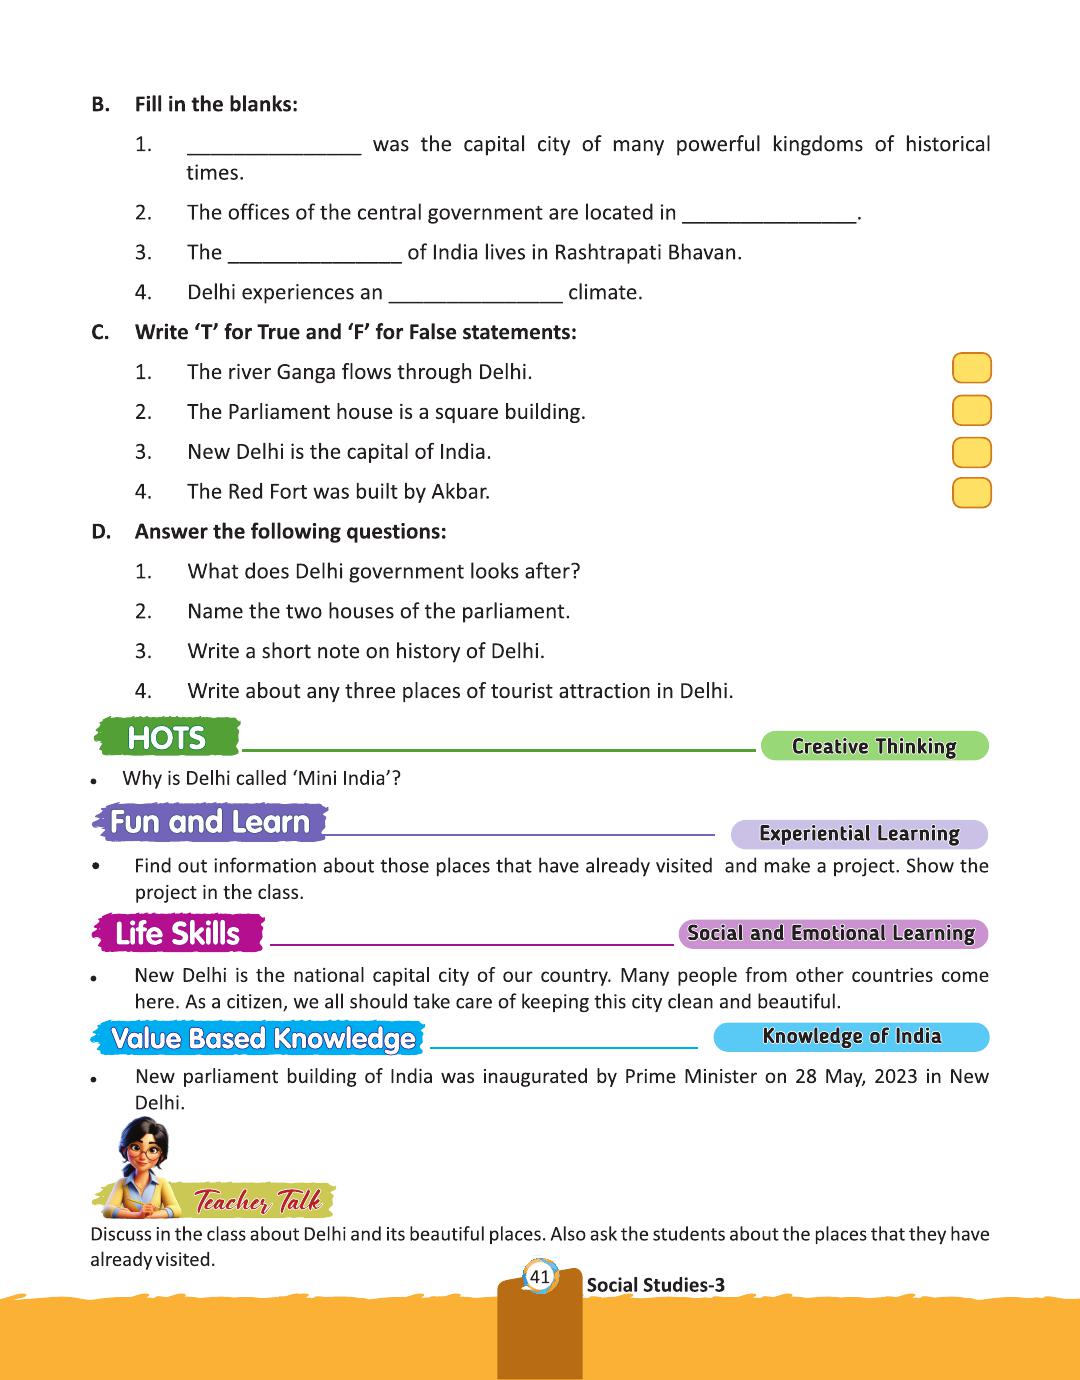 B. Fill in the blanks:
1. _______________ was the capital city of many powerful kingdoms of historical
times.
2. The offices of the central government are located in _______________.
3. The _______________ of India lives in Rashtrapati Bhavan.
4. Delhi experiences an _______________ climate.
C. Write ‘T’ for True and ‘F’ for False statements:
1. The river Ganga flows through Delhi.
2. The Parliament house is a square building.
3. New Delhi is the capital of India.
4. The Red Fort was built by Akbar.
D. Answer the following questions:
1. What does Delhi government looks after?
2. Name the two houses of the parliament.
3. Write a short note on history of Delhi.
4. Write about any three places of tourist attraction in Delhi.
HOTS Creative Thinking
• Why is Delhi called ‘Mini India’?
Fun and Learn Experiential Learning
• Find out information about those places that have already visited and make a project. Show the
project in the class.
Life Skills Social and Emotional Learning
• New Delhi is the national capital city of our country. Many people from other countries come
here. As a citizen, we all should take care of keeping this city clean and beautiful.
Value Based Knowledge Knowledge of India
• New parliament building of India was inaugurated by Prime Minister on 28 May, 2023 in New
Delhi.
Teacher Talk
Discuss in the class about Delhi and its beautiful places. Also ask the students about the places that they have
already visited.
41 Social Studies-3